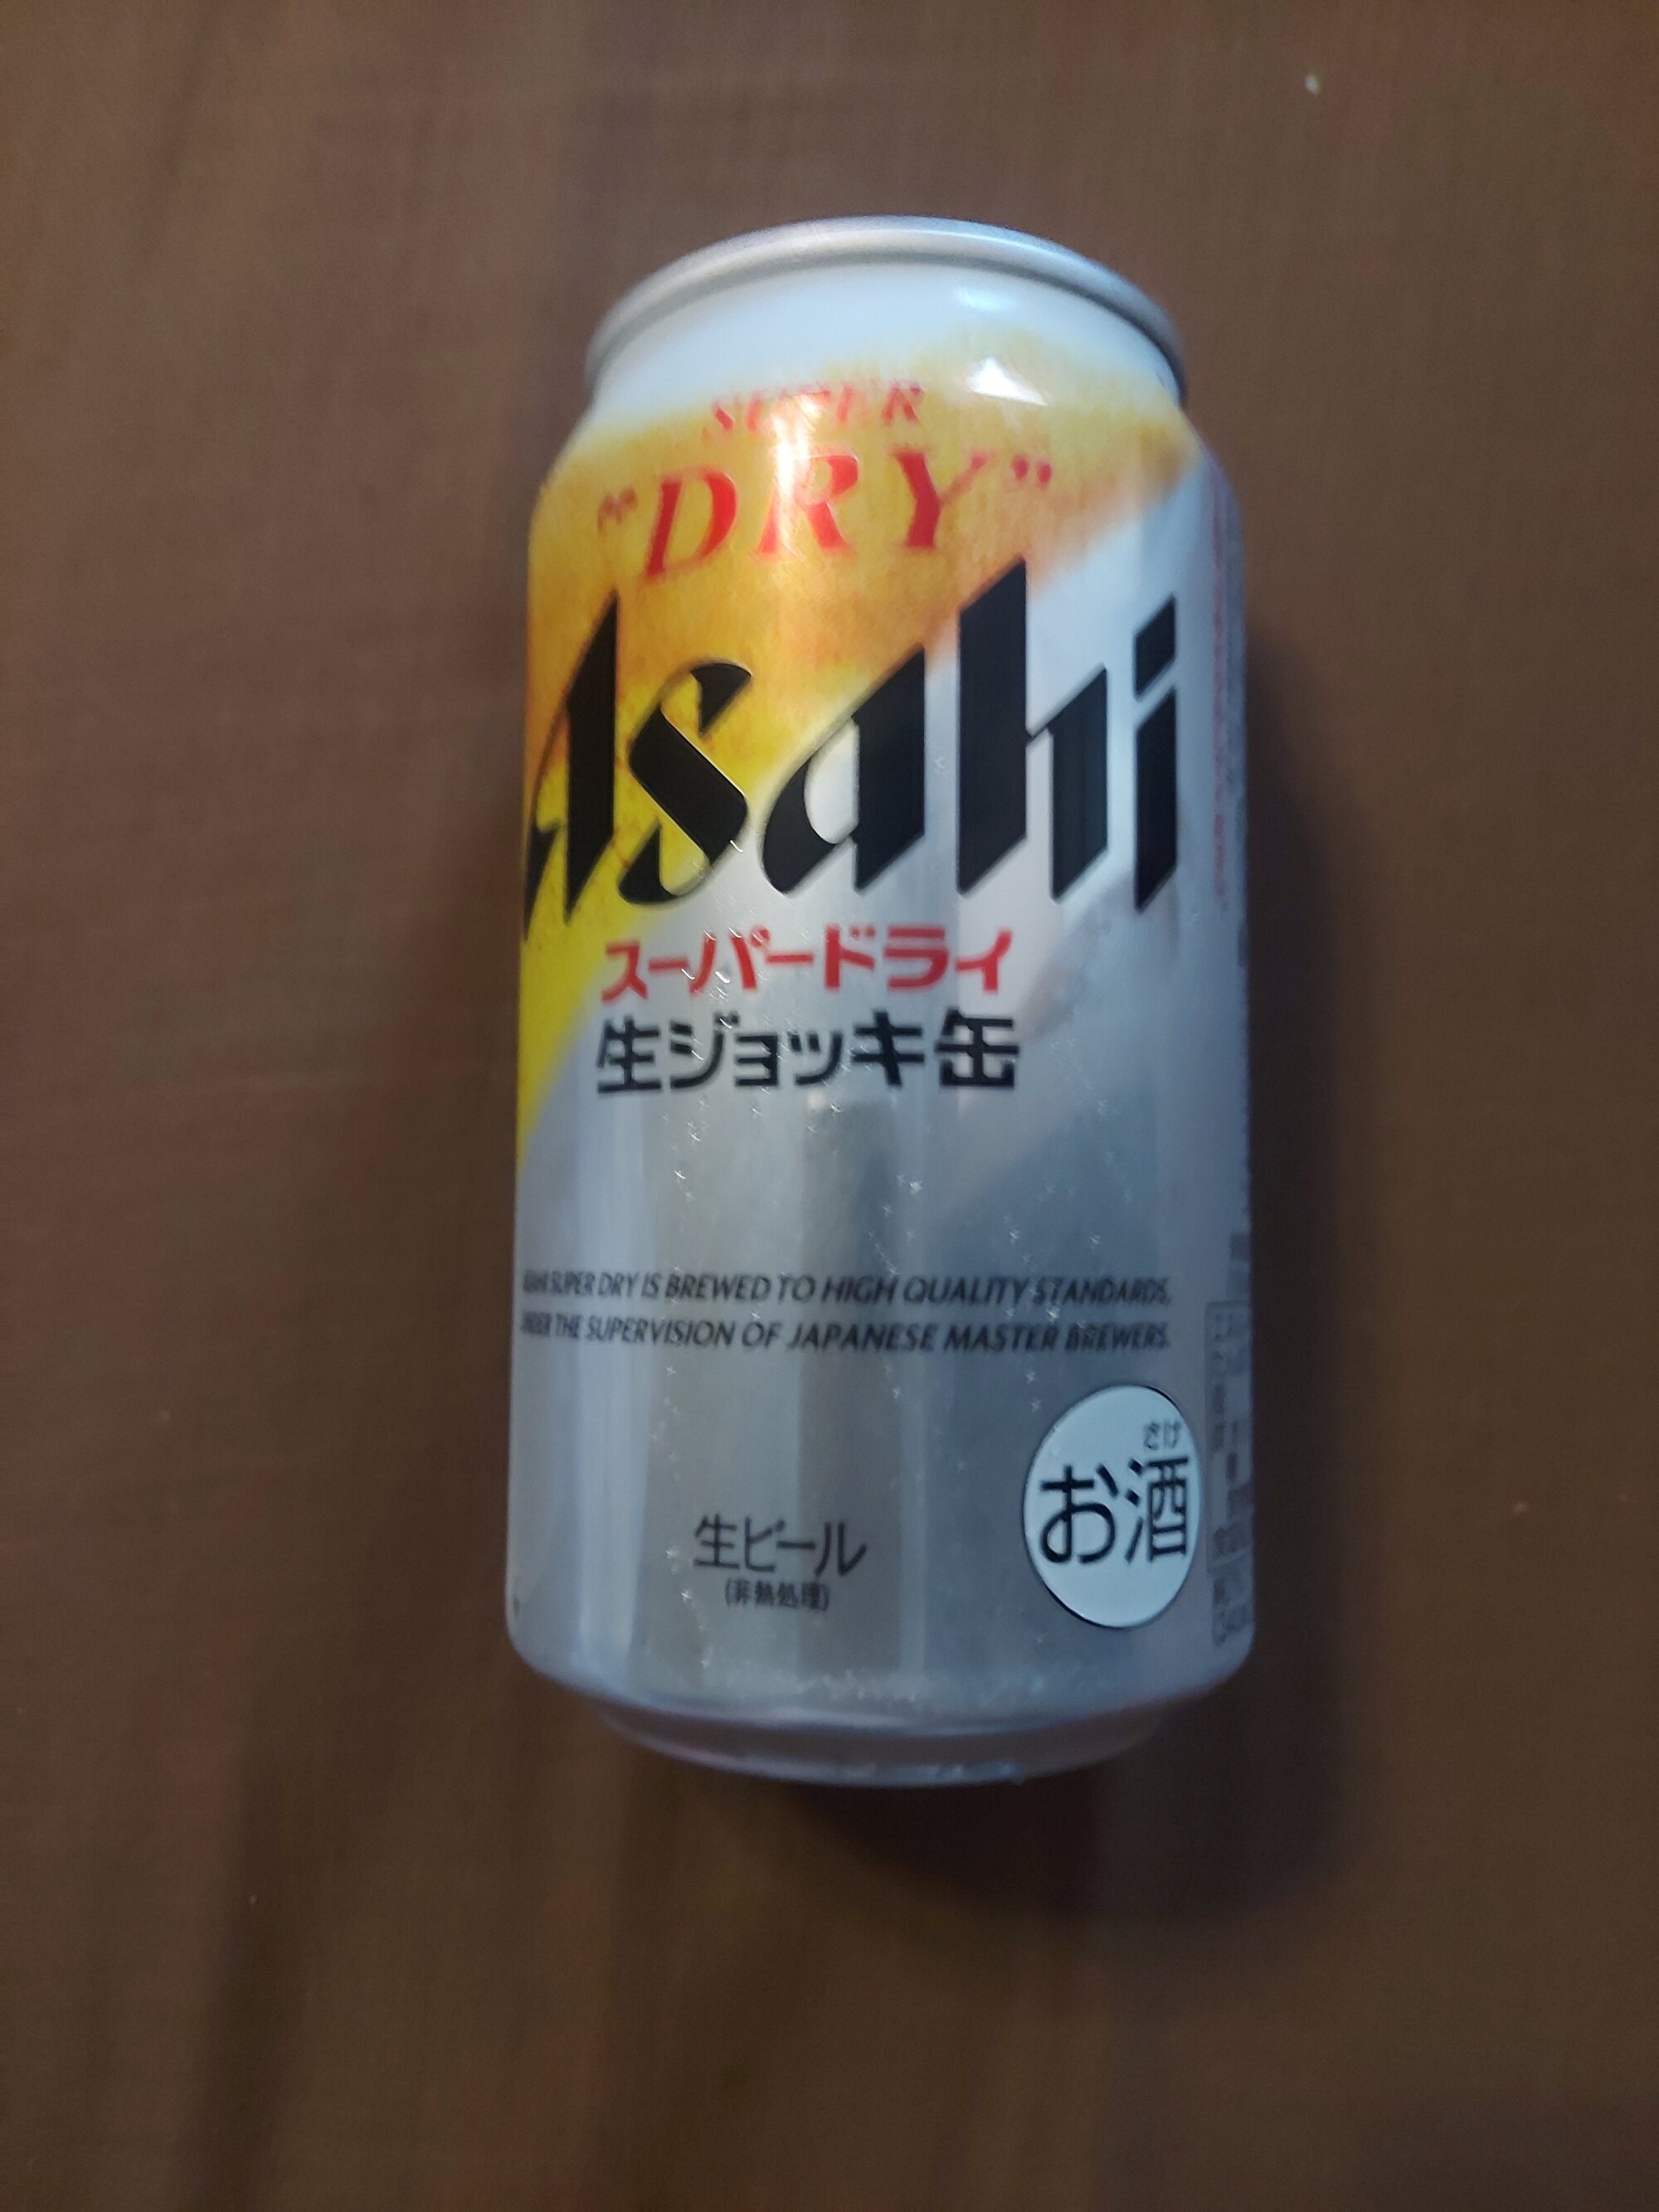 SUPER
"DRY"
Asahi
スーパードライ
生ジョッキ缶
ASAHI SUPER DRY IS BREWED TO HIGH QUALITY STANDARDS,
UNDER THE SUPERVISION OF JAPANESE MASTER BREWERS.
さけ
お酒
生ビール
(非熱処理)